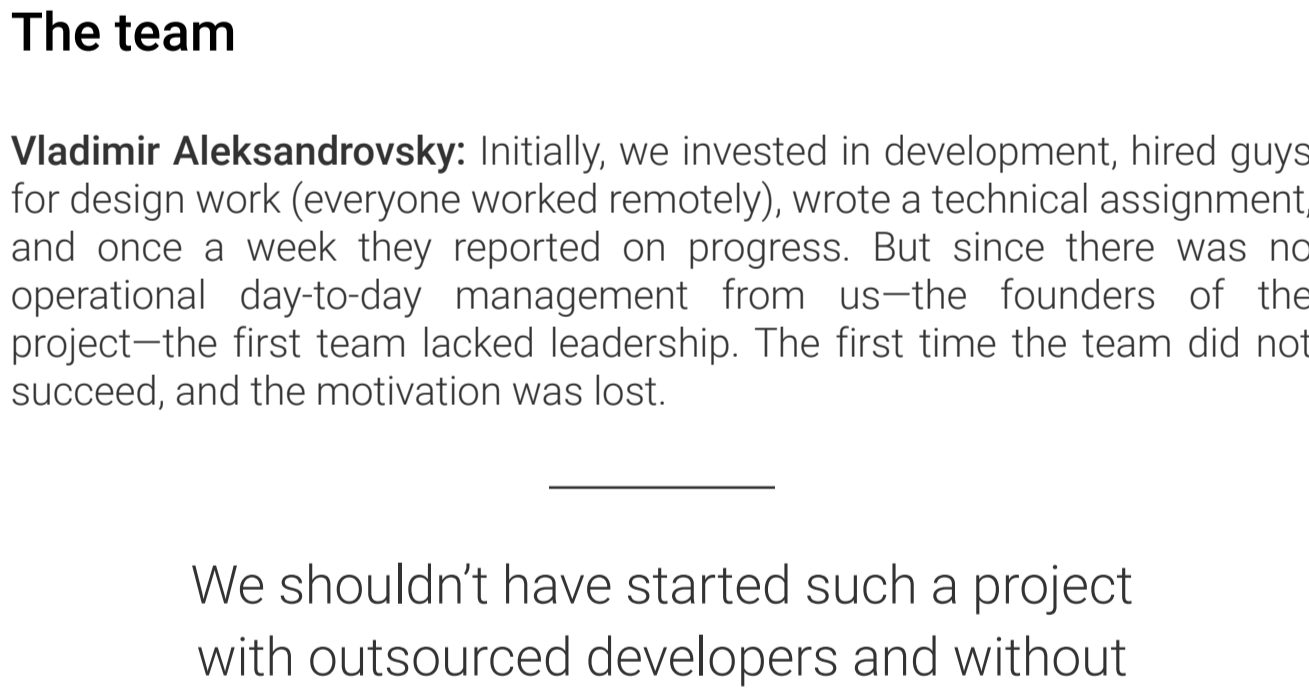 The team
Vladimir Aleksandrovsky: Initially, we invested in development, hired guys
for design work (everyone worked remotely), wrote a technical assignment,
and once a week they reported on progress. But since there was no
operational day-to-day management from us—the founders of the
project—the first team lacked leadership. The first time the team did not
succeed, and the motivation was lost.
We shouldn’t have started such a project
with outsourced developers and without